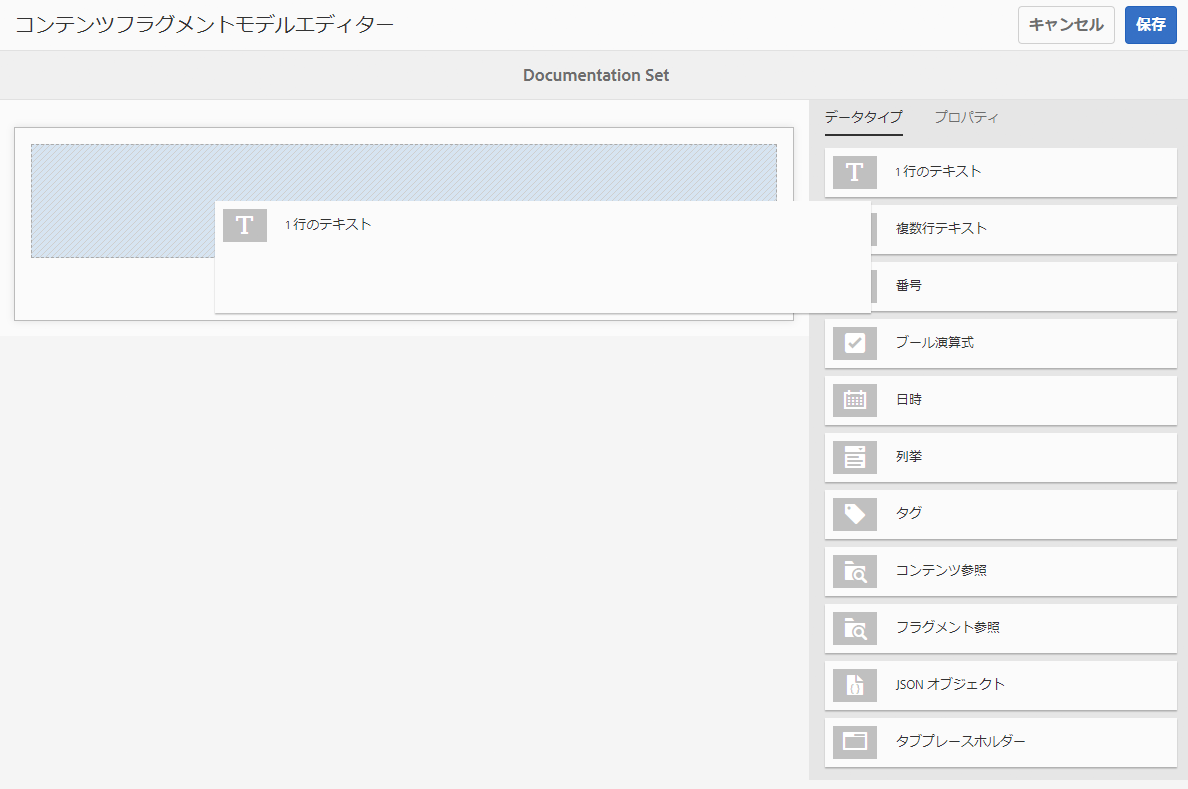 コンテンツフラグメントモデルエディター
キャンセル
保存
Documentation Set
データタイプ
プロパティ
T 1 行のテキスト
T 1 行のテキスト
複数行テキスト
番号
ブール演算式
日時
列挙
タグ
コンテンツ参照
フラグメント参照
JSON オブジェクト
タブプレースホルダー